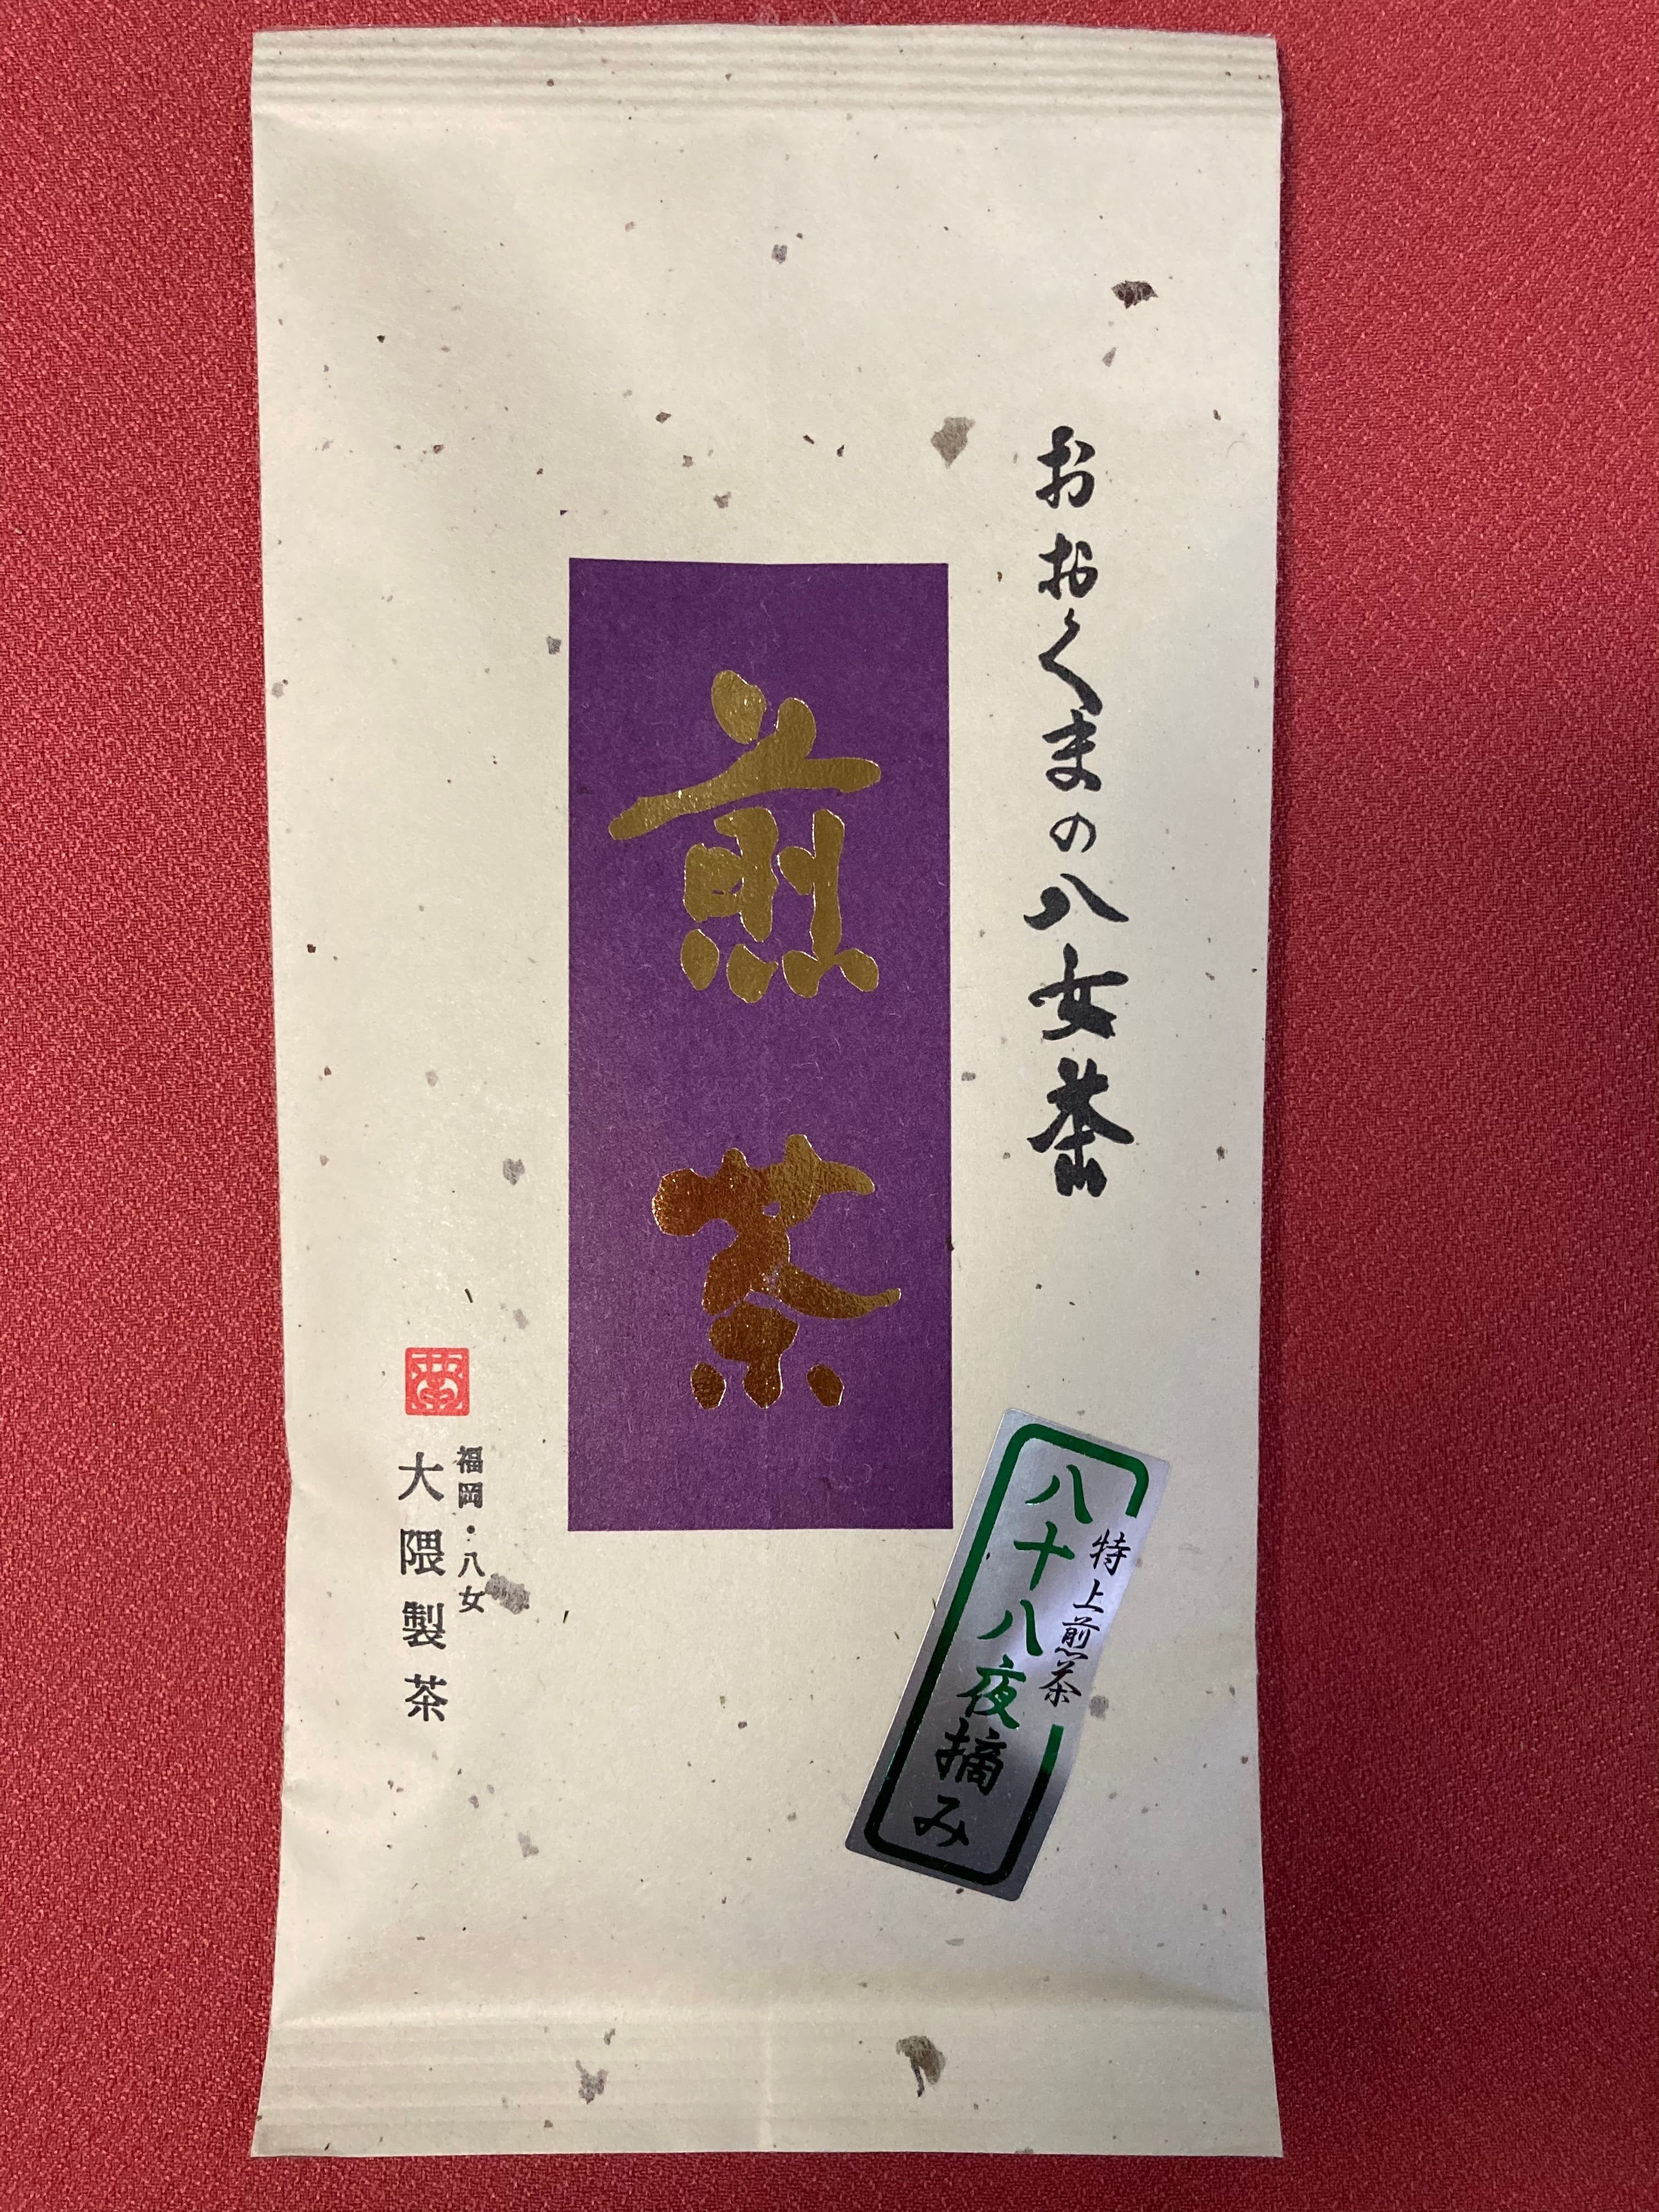 おおくまの八女茶
煎茶
特上煎茶
八十八夜摘み
福岡・八女
大隈製茶